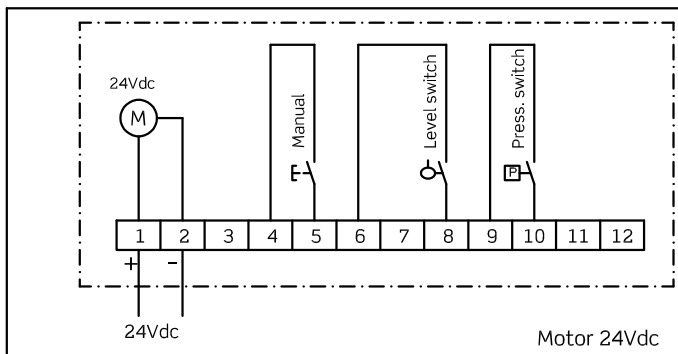 24Vdc
M
Manual
Level switch
Press. switch
P
1 2 3 4 5 6 7 8 9 10 11 12
+ -
24Vdc
Motor 24Vdc